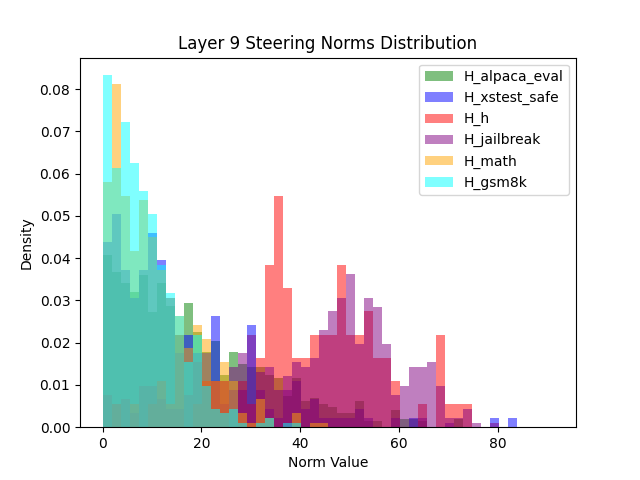 Layer 9 Steering Norms Distribution
H_alpaca_eval
H_xstest_safe
H_h
H_jailbreak
H_math
H_gsm8k
Density
0.08
0.07
0.06
0.05
0.04
0.03
0.02
0.01
0.00
0
20
40
60
80
Norm Value